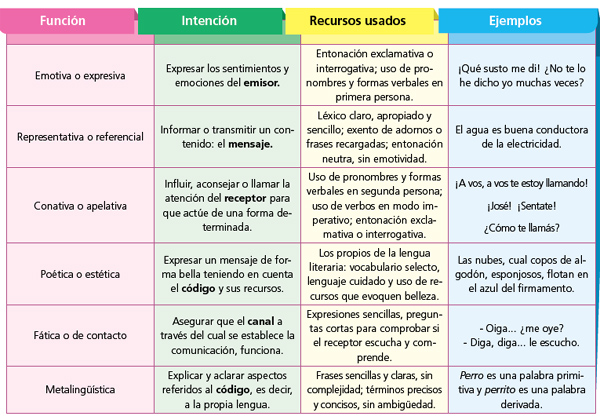 Función
Intención
Recursos usados
Ejemplos
Emotiva o expresiva
Expresar los sentimientos y
emociones del emisor.
Entonación exclamativa o
interrogativa; uso de pro-
nombres y formas verbales en
primera persona.
¡Qué susto me di! ¿No te lo
he dicho yo muchas veces?
Representativa o referencial
Informar o transmitir un con-
tenido: el mensaje.
Léxico claro, apropiado y
sencillo; exento de adornos o
frases recargadas; entonación
neutra, sin emotividad.
El agua es buena conductora
de la electricidad.
Conativa o apelativa
Influir, aconsejar o llamar la
atención del receptor para
que actúe de una forma de-
terminada.
Uso de pronombres y formas
verbales en segunda persona;
uso de verbos en modo im-
perativo; entonación excla-
mativa o interrogativa.
¡A vos, a vos te estoy llamando!
¡José! ¡Sentate!
¿Cómo te llamás?
Poética o estética
Expresar un mensaje de for-
ma bella teniendo en cuenta
el código y sus recursos.
Los propios de la lengua
literaria: vocabulario selecto,
lenguaje cuidado y uso de re-
cursos que evoquen belleza.
Las nubes, cual copos de al-
godón, esponjosos, flotan en
el azul del firmamento.
Fática o de contacto
Asegurar que el canal a
través del cual se establece la
comunicación, funciona.
Expresiones sencillas, pregun-
tas cortas para comprobar si
el receptor escucha y com-
prende.
- Oiga... ¿me oye?
- Diga, diga... le escucho.
Metalingüística
Explicar y aclarar aspectos
referidos al código, es decir,
a la propia lengua.
Frases sencillas y claras, sin
complejidad; términos precisos
y concisos, sin ambigüedad.
Perro es una palabra primi-
tiva y perrito es una palabra
derivada.